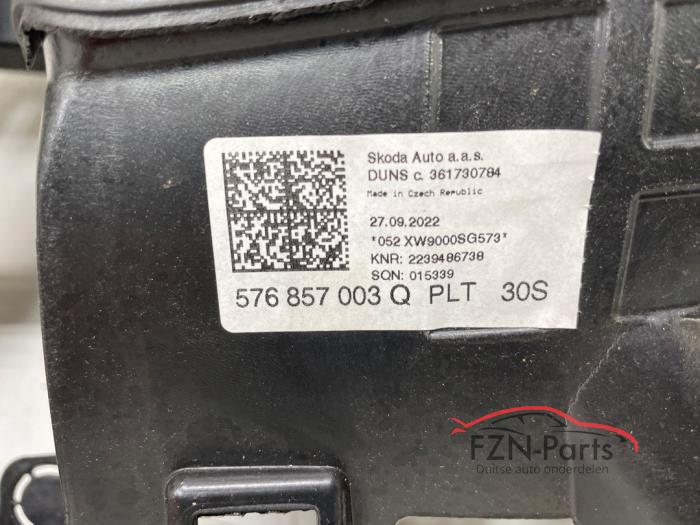 Skoda Auto a.a.s.
DUNS c. 361730784
Made in Czech Republic
27.09.2022
*052 XW9000SG573*
KNR: 2239486738
SQN: 015339
576 857 003 Q PLT 30S
FZN-Parts
Duitse auto onderdelen